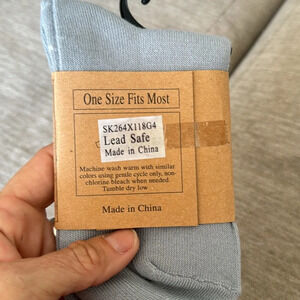 One Size Fits Most
SK264X118G4
Lead Safe
Made in China
Machine wash warm with similar
colors using gentle cycle only, non-
chlorine bleach when needed.
Tumble dry low
Made in China